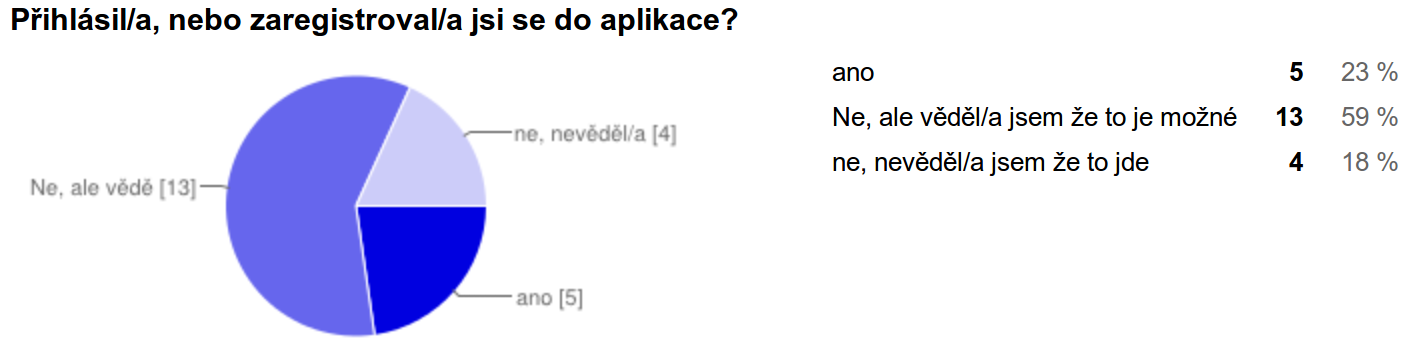 Přihlásil/a, nebo zaregistroval/a jsi se do aplikace?
ne, nevěděl/a [4]
Ne, ale vědě [13]
ano [5]
ano 5 23 %
Ne, ale věděl/a jsem že to je možné 13 59 %
ne, nevěděl/a jsem že to jde 4 18 %